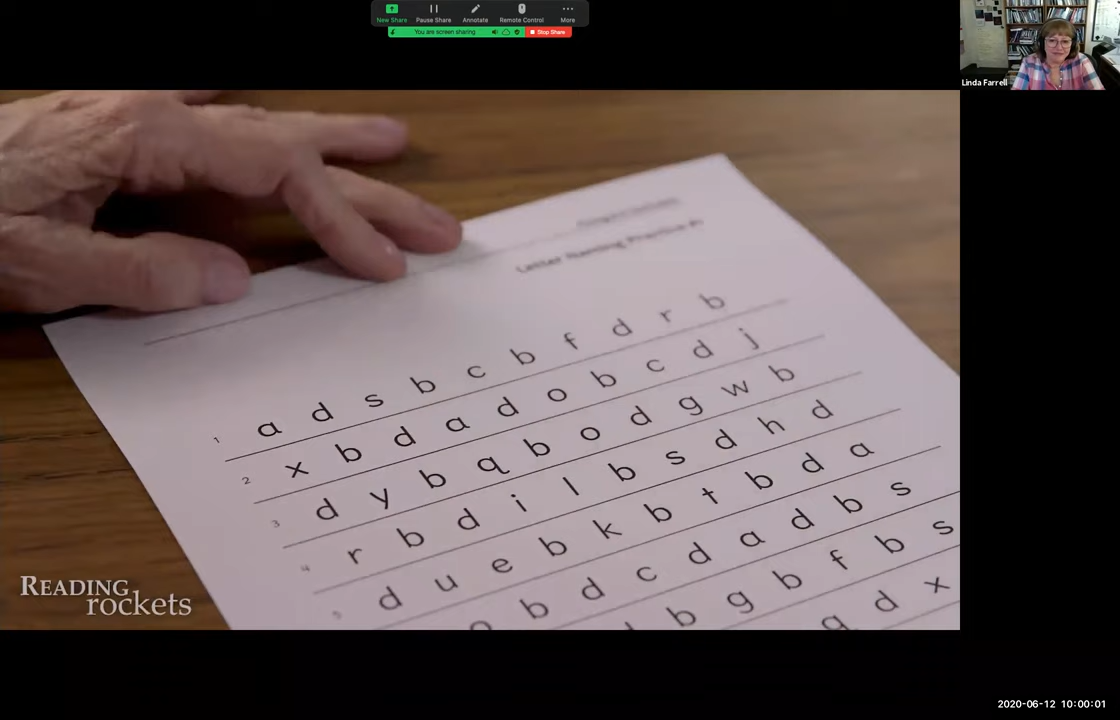 New Share
Pause Share
Annotate
Remote Control
More
You are screen sharing
Stop Share
Linda Farrell
Letter Naming Practice
1 a d s b c b f d r b
2 x b d a d o b c d j
3 d y b q b o d g w b
4 r b d i l b s d h d
5 d u e b k b t b d a
b d c d a d b s
b g b f b s
d x
READING
rockets
2020-06-12 10:00:01